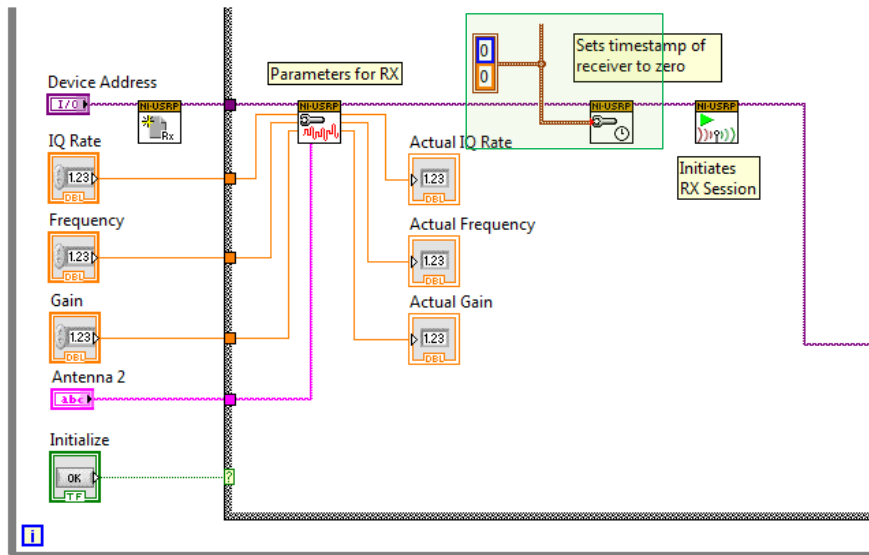 0
0
Sets timestamp of
receiver to zero
Parameters for RX
Device Address
I/O
NI-USRP
Rx
NI-USRP
NI-USRP
NI-USRP
IQ Rate
1.23
DBL
Actual IQ Rate
1.23
DBL
Initiates
RX Session
Frequency
1.23
DBL
Actual Frequency
1.23
DBL
Gain
1.23
DBL
Actual Gain
1.23
DBL
Antenna 2
abc
Initialize
OK
TF
?
i